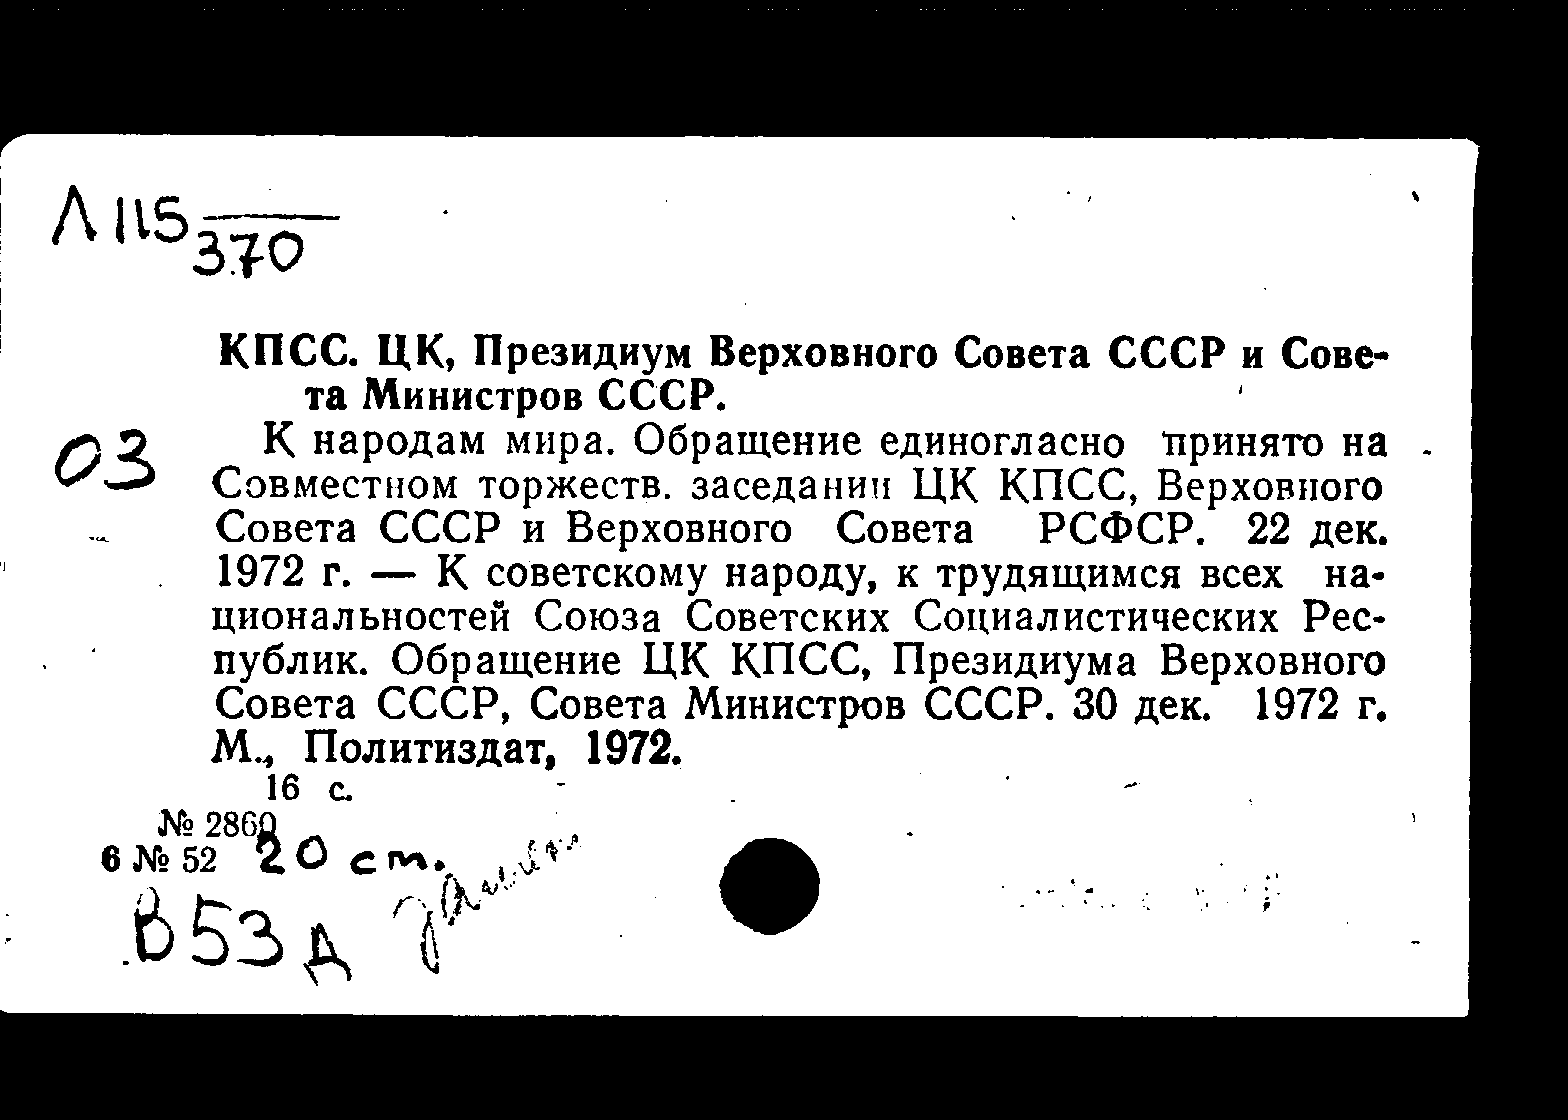 Л 115
370
КПСС. ЦК, Президиум Верховного Совета СССР и Сове-
та Министров СССР.
03
К народам мира. Обращение единогласно принято на
Совместном торжеств. заседании ЦК КПСС, Верховного
Совета СССР и Верховного Совета РСФСР. 22 дек.
1972 г. — К советскому народу, к трудящимся всех на-
циональностей Союза Советских Социалистических Рес-
публик. Обращение ЦК КПСС, Президиума Верховного
Совета СССР, Совета Министров СССР. 30 дек. 1972 г.
М., Политиздат, 1972.
16 с.
№ 2860
6 № 52 20 ст.
В 53 д